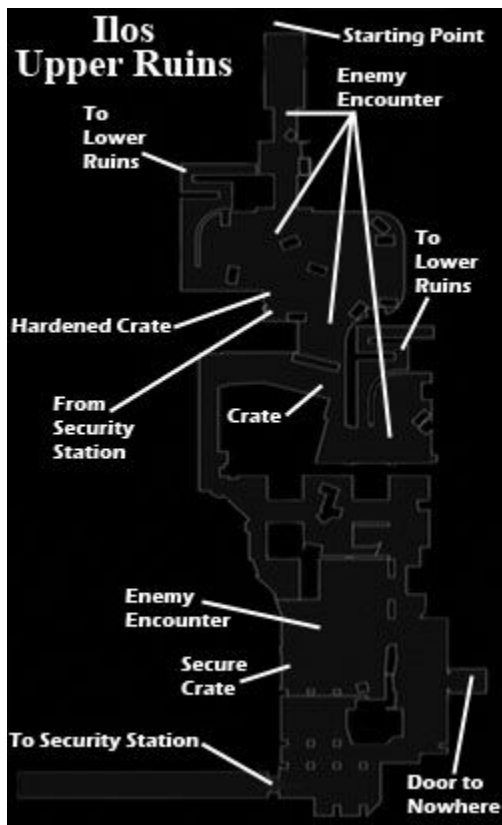 Ilos
Upper Ruins
Starting Point
Enemy
Encounter
To
Lower
Ruins
To
Lower
Ruins
Hardened Crate
From
Security
Station
Crate
Enemy
Encounter
Secure
Crate
To Security Station
Door to
Nowhere